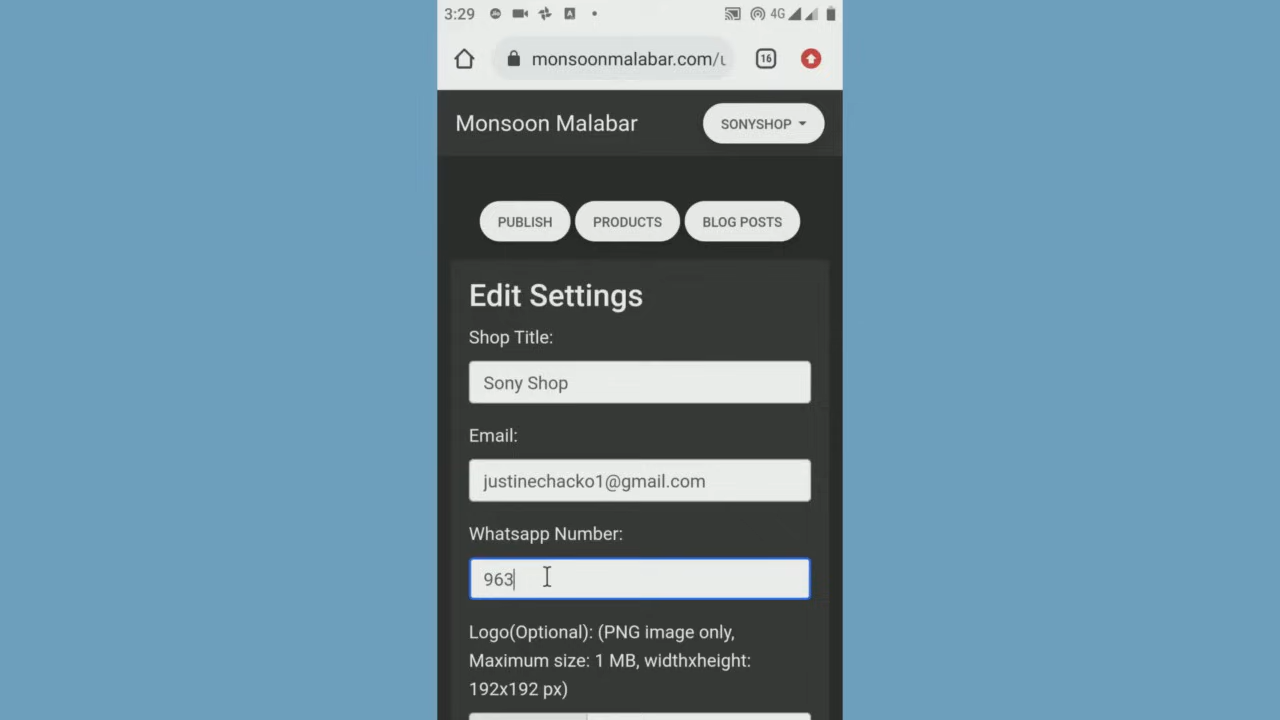 3:29
4G
monsoonmalabar.com/u
16
Monsoon Malabar
SONYSHOP
PUBLISH PRODUCTS BLOG POSTS
Edit Settings
Shop Title:
Sony Shop
Email:
justinechacko1@gmail.com
Whatsapp Number:
963
Logo(Optional): (PNG image only,
Maximum size: 1 MB, widthxheight:
192x192 px)